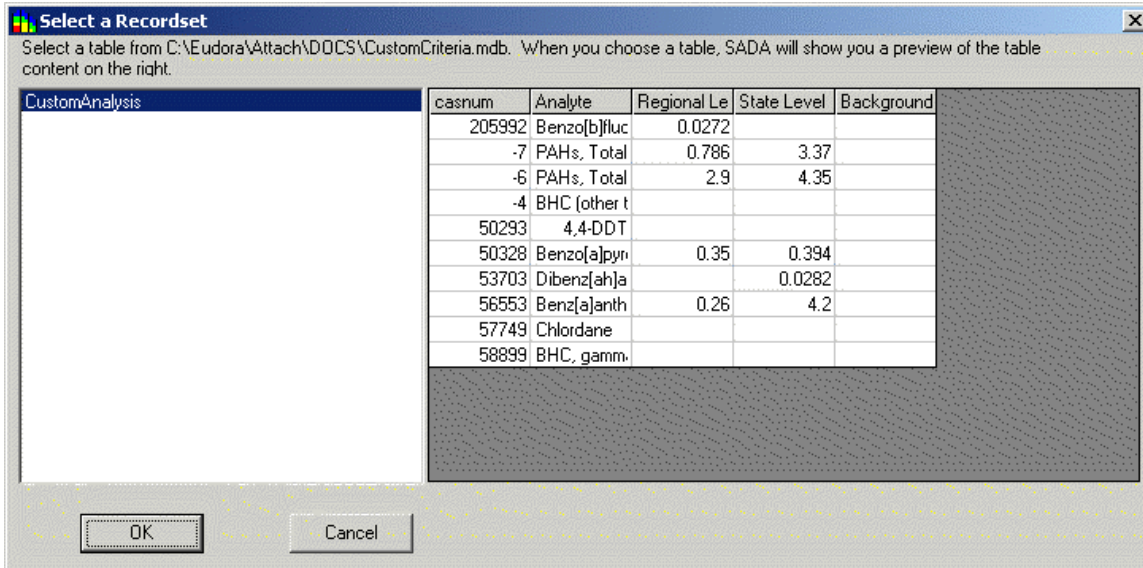 Select a Recordset
Select a table from C:\Eudora\Attach\DOCS\CustomCriteria.mdb. When you choose a table, SADA will show you a preview of the table
content on the right.
CustomAnalysis
casnum Analyte Regional Le State Level Background
205992 Benzo[b]fluc 0.0272
-7 PAHs, Total 0.786 3.37
-6 PAHs, Total 2.9 4.35
-4 BHC (other t
50293 4,4-DDT
50328 Benzo[a]pyr 0.35 0.394
53703 Dibenz[ah]a 0.0282
56553 Benz[a]anth 0.26 4.2
57749 Chlordane
58899 BHC, gamm
OK Cancel